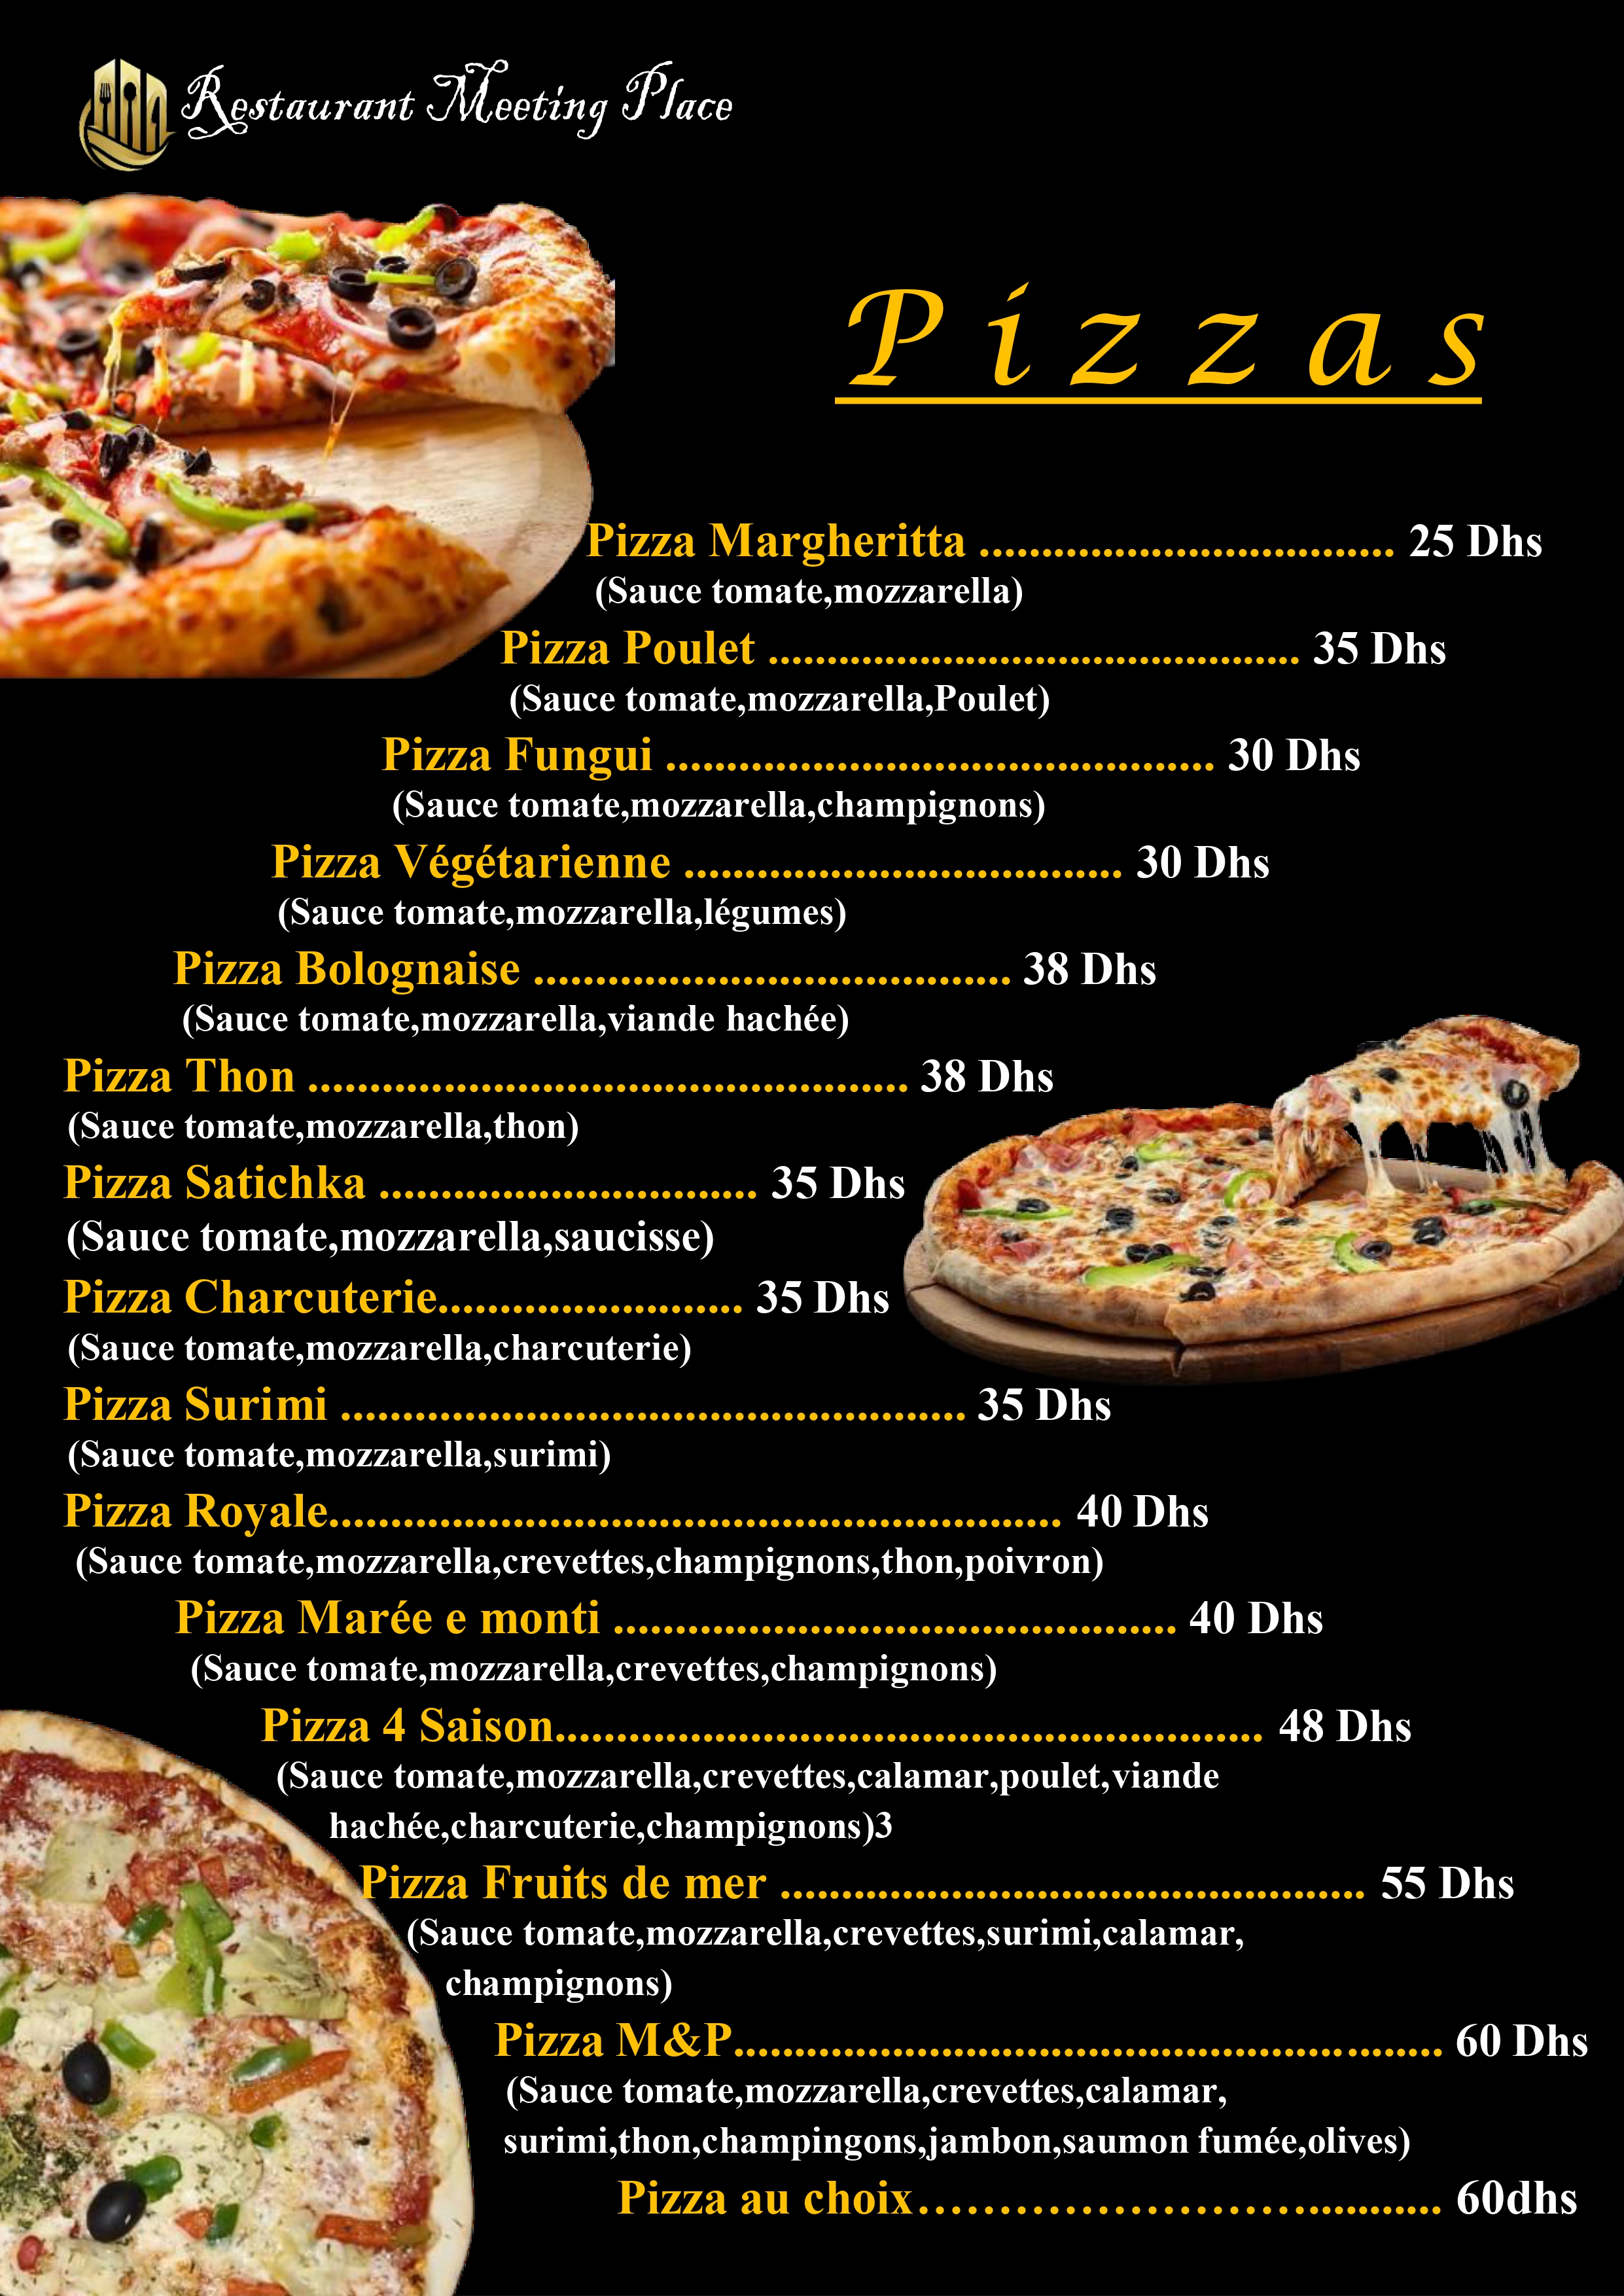 Restaurant Meeting Place
Pizzas
Pizza Margheritta .................................. 25 Dhs
(Sauce tomate,mozzarella)
Pizza Poulet ........................................... 35 Dhs
(Sauce tomate,mozzarella,Poulet)
Pizza Fungui ............................................. 30 Dhs
(Sauce tomate,mozzarella,champignons)
Pizza Végétarienne .................................... 30 Dhs
(Sauce tomate,mozzarella,légumes)
Pizza Bolognaise ....................................... 38 Dhs
(Sauce tomate,mozzarella,viande hachée)
Pizza Thon ................................................. 38 Dhs
(Sauce tomate,mozzarella,thon)
Pizza Satichka ............................... 35 Dhs
(Sauce tomate,mozzarella,saucisse)
Pizza Charcuterie......................... 35 Dhs
(Sauce tomate,mozzarella,charcuterie)
Pizza Surimi ................................................... 35 Dhs
(Sauce tomate,mozzarella,surimi)
Pizza Royale............................................................ 40 Dhs
(Sauce tomate,mozzarella,crevettes,champignons,thon,poivron)
Pizza Marée e monti .............................................. 40 Dhs
(Sauce tomate,mozzarella,crevettes,champignons)
Pizza 4 Saison.......................................................... 48 Dhs
(Sauce tomate,mozzarella,crevettes,calamar,poulet,viande
hachée,charcuterie,champignons)3
Pizza Fruits de mer ................................................ 55 Dhs
(Sauce tomate,mozzarella,crevettes,surimi,calamar,
champignons)
Pizza M&P.......................................................... 60 Dhs
(Sauce tomate,mozzarella,crevettes,calamar,
surimi,thon,champingons,jambon,saumon fumée,olives)
Pizza au choix……………………………........... 60dhs